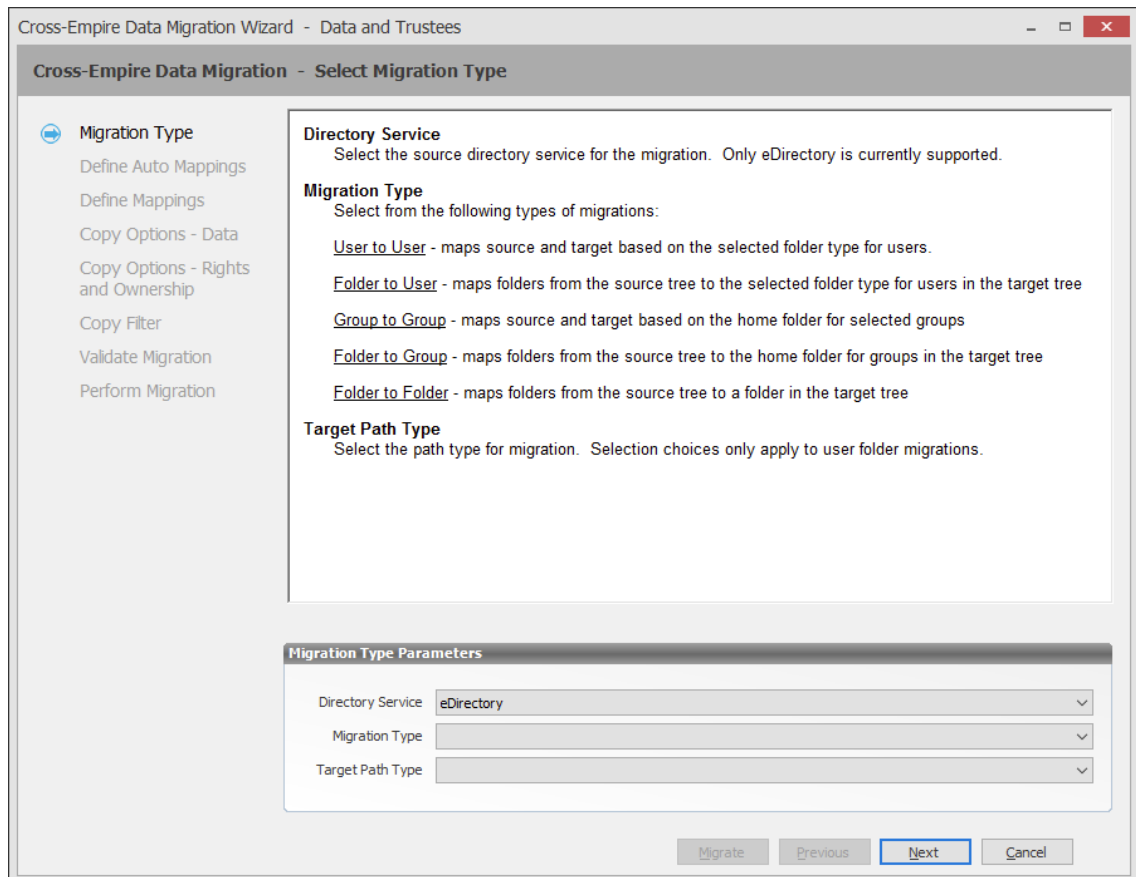 Cross-Empire Data Migration Wizard - Data and Trustees
Cross-Empire Data Migration - Select Migration Type
Migration Type
Define Auto Mappings
Define Mappings
Copy Options - Data
Copy Options - Rights
and Ownership
Copy Filter
Validate Migration
Perform Migration
Directory Service
Select the source directory service for the migration. Only eDirectory is currently supported.
Migration Type
Select from the following types of migrations:
User to User - maps source and target based on the selected folder type for users.
Folder to User - maps folders from the source tree to the selected folder type for users in the target tree
Group to Group - maps source and target based on the home folder for selected groups
Folder to Group - maps folders from the source tree to the home folder for groups in the target tree
Folder to Folder - maps folders from the source tree to a folder in the target tree
Target Path Type
Select the path type for migration. Selection choices only apply to user folder migrations.
Migration Type Parameters
Directory Service eDirectory
Migration Type
Target Path Type
Migrate Previous Next Cancel